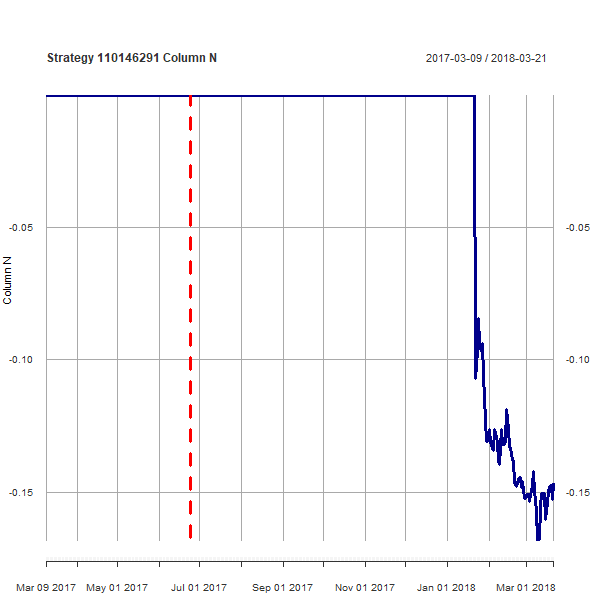 Strategy 110146291 Column N
2017-03-09 / 2018-03-21
-0.05 -0.05
Column N
-0.10 -0.10
-0.15 -0.15
Mar 09 2017 May 01 2017 Jul 01 2017 Sep 01 2017 Nov 01 2017 Jan 01 2018 Mar 01 2018